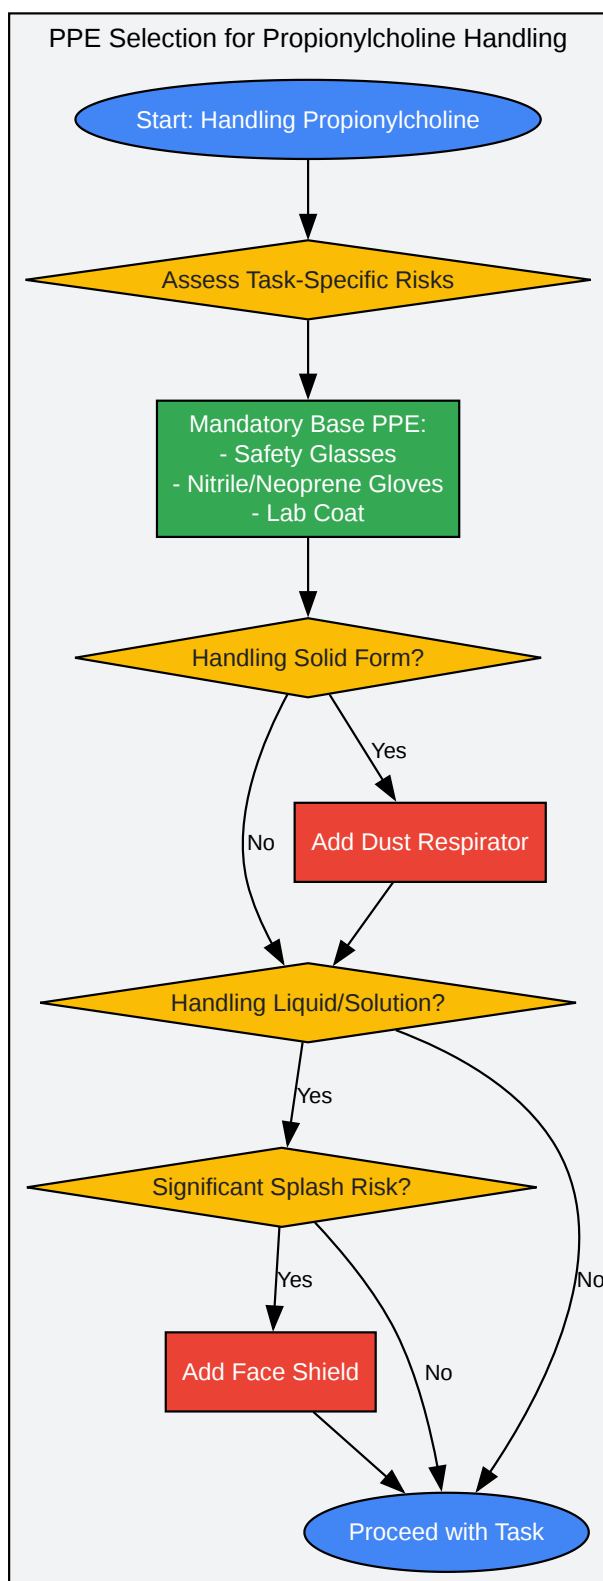 PPE Selection for Propionylcholine Handling
Start: Handling Propionylcholine
Assess Task-Specific Risks
Mandatory Base PPE:
- Safety Glasses
- Nitrile/Neoprene Gloves
- Lab Coat
Handling Solid Form?
Yes
No
Add Dust Respirator
Handling Liquid/Solution?
Yes
Significant Splash Risk?
Yes
No
Add Face Shield
No
Proceed with Task